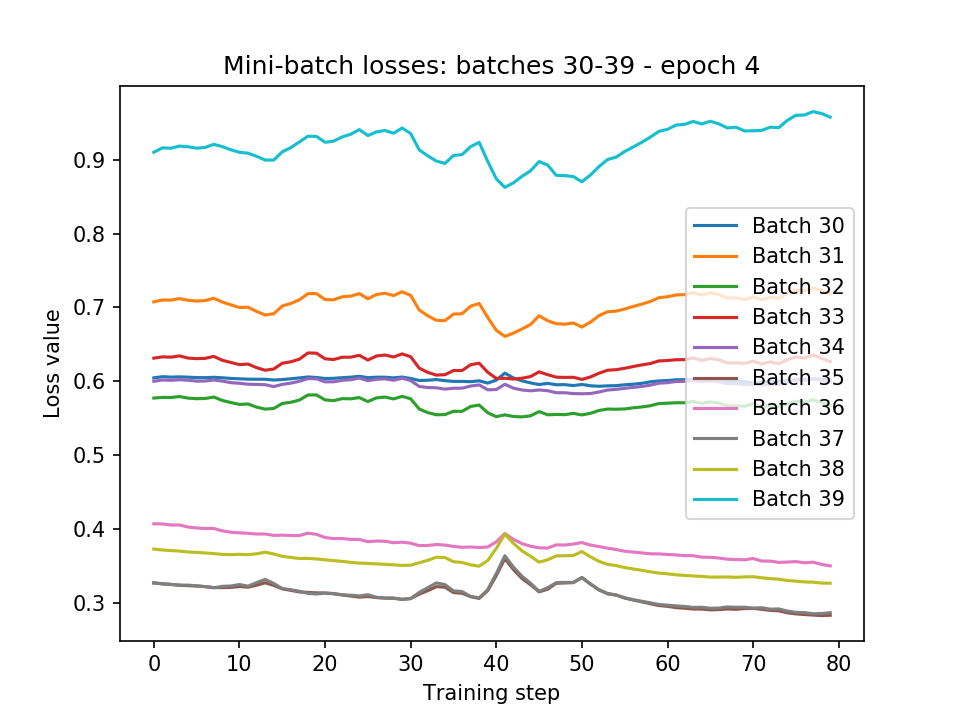 Mini-batch losses: batches 30-39 - epoch 4
Loss value
0.9
0.8
0.7
0.6
0.5
0.4
0.3
Batch 30
Batch 31
Batch 32
Batch 33
Batch 34
Batch 35
Batch 36
Batch 37
Batch 38
Batch 39
0 10 20 30 40 50 60 70 80
Training step